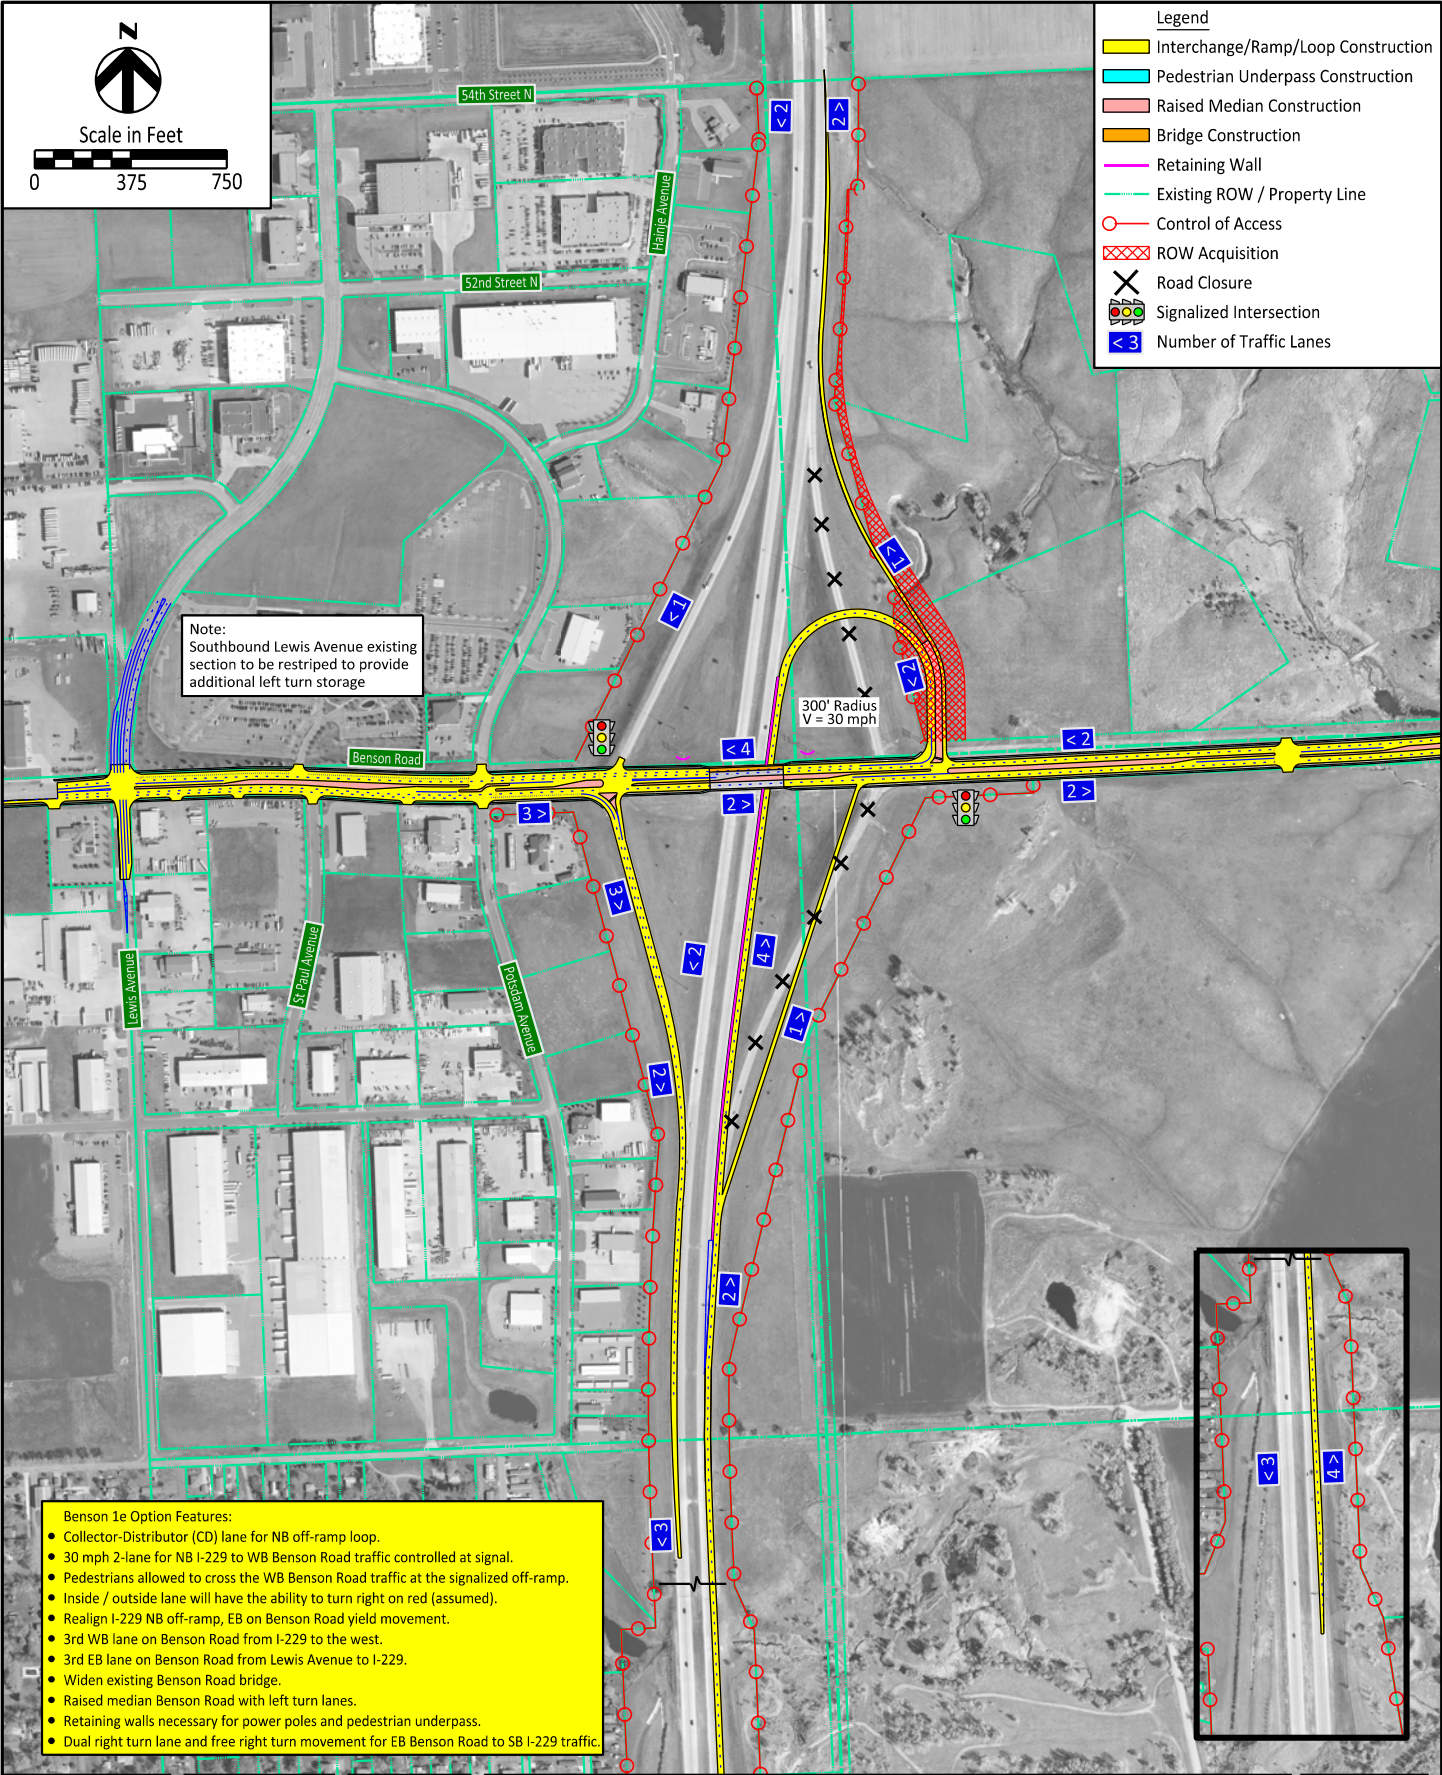 N
Scale in Feet
0 375 750
Legend
Interchange/Ramp/Loop Construction
Pedestrian Underpass Construction
Raised Median Construction
Bridge Construction
Retaining Wall
Existing ROW / Property Line
Control of Access
ROW Acquisition
Road Closure
Signalized Intersection
< 3 Number of Traffic Lanes
54th Street N
< 2
2 >
Hainje Avenue
52nd Street N
< 1
< 1
Note:
Southbound Lewis Avenue existing
section to be restriped to provide
additional left turn storage
< 2
300' Radius
V = 30 mph
Benson Road
< 4
< 2
2 >
2 >
3 >
3 >
< 2
4 >
Lewis Avenue
St Paul Avenue
Potsdam Avenue
1 >
< 2
2 >
< 3
< 3
4 >
Benson 1e Option Features:
● Collector-Distributor (CD) lane for NB off-ramp loop.
● 30 mph 2-lane for NB I-229 to WB Benson Road traffic controlled at signal.
● Pedestrians allowed to cross the WB Benson Road traffic at the signalized off-ramp.
● Inside / outside lane will have the ability to turn right on red (assumed).
● Realign I-229 NB off-ramp, EB on Benson Road yield movement.
● 3rd WB lane on Benson Road from I-229 to the west.
● 3rd EB lane on Benson Road from Lewis Avenue to I-229.
● Widen existing Benson Road bridge.
● Raised median Benson Road with left turn lanes.
● Retaining walls necessary for power poles and pedestrian underpass.
● Dual right turn lane and free right turn movement for EB Benson Road to SB I-229 traffic.